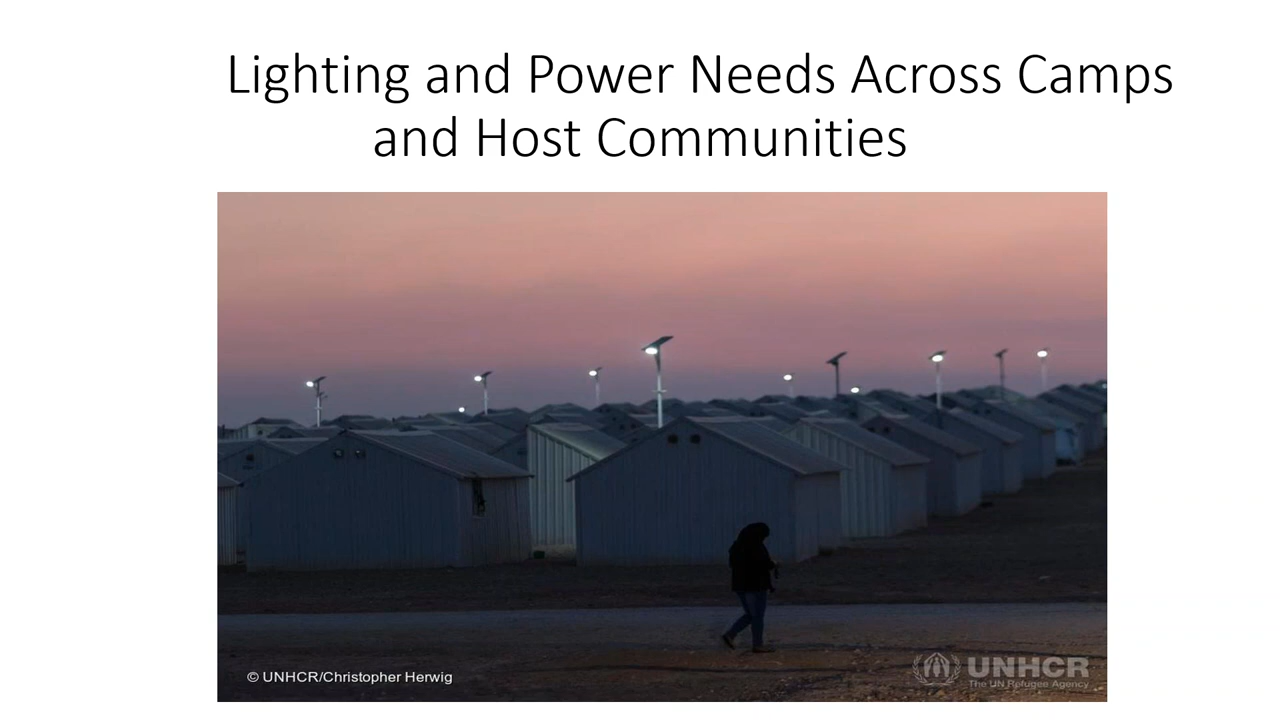 Lighting and Power Needs Across Camps
and Host Communities
© UNHCR/Christopher Herwig
UNHCR
The UN Refugee Agency